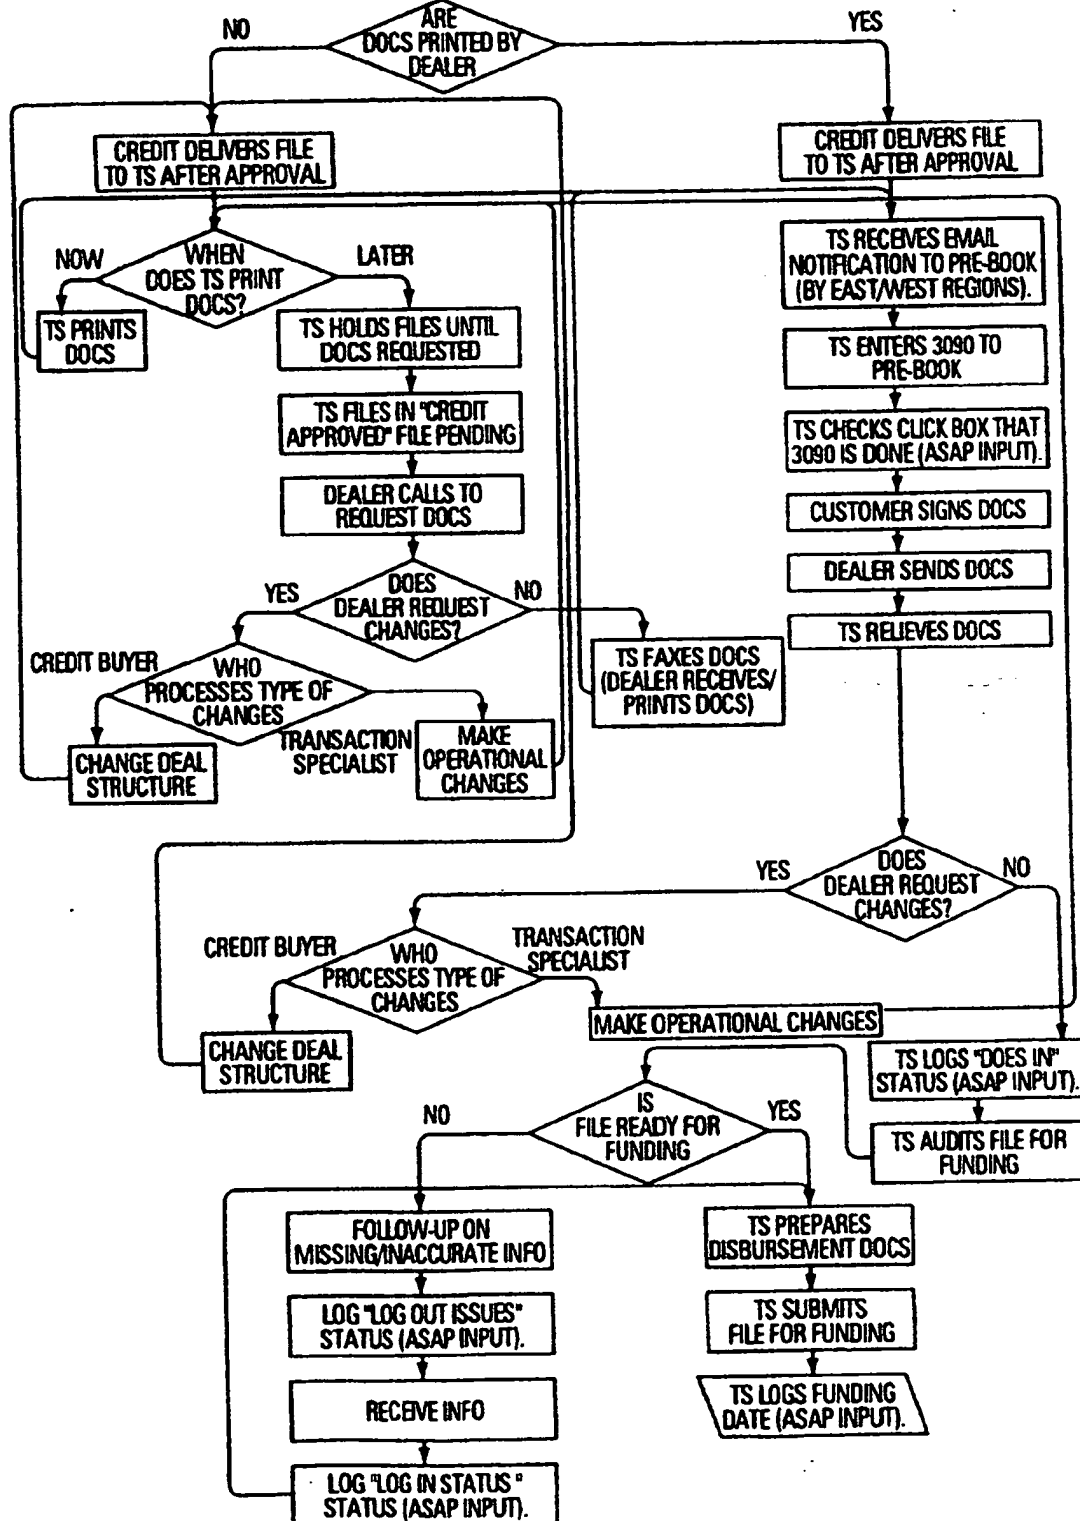 ARE
DOCS PRINTED BY
DEALER
NO
YES
CREDIT DELIVERS FILE
TO TS AFTER APPROVAL
CREDIT DELIVERS FILE
TO TS AFTER APPROVAL
WHEN
DOES TS PRINT
DOCS?
NOW
LATER
TS PRINTS
DOCS
TS HOLDS FILES UNTIL
DOCS REQUESTED
TS FILES IN "CREDIT
APPROVED" FILE PENDING
DEALER CALLS TO
REQUEST DOCS
DOES
DEALER REQUEST
CHANGES?
YES
NO
CREDIT BUYER
WHO
PROCESSES TYPE OF
CHANGES
TRANSACTION
SPECIALIST
CHANGE DEAL
STRUCTURE
MAKE
OPERATIONAL
CHANGES
TS FAXES DOCS
(DEALER RECEIVES/
PRINTS DOCS)
TS RECEIVES EMAIL
NOTIFICATION TO PRE-BOOK
(BY EAST/WEST REGIONS).
TS ENTERS 3090 TO
PRE-BOOK
TS CHECKS CLICK BOX THAT
3090 IS DONE (ASAP INPUT).
CUSTOMER SIGNS DOCS
DEALER SENDS DOCS
TS RELIEVES DOCS
DOES
DEALER REQUEST
CHANGES?
YES
NO
CREDIT BUYER
WHO
PROCESSES TYPE OF
CHANGES
TRANSACTION
SPECIALIST
CHANGE DEAL
STRUCTURE
MAKE OPERATIONAL CHANGES
TS LOGS "DOES IN"
STATUS (ASAP INPUT).
TS AUDITS FILE FOR
FUNDING
IS
FILE READY FOR
FUNDING
NO
YES
FOLLOW-UP ON
MISSING/INACCURATE INFO
LOG "LOG OUT ISSUES"
STATUS (ASAP INPUT).
RECEIVE INFO
LOG "LOG IN STATUS "
STATUS (ASAP INPUT).
TS PREPARES
DISBURSEMENT DOCS
TS SUBMITS
FILE FOR FUNDING
TS LOGS FUNDING
DATE (ASAP INPUT).